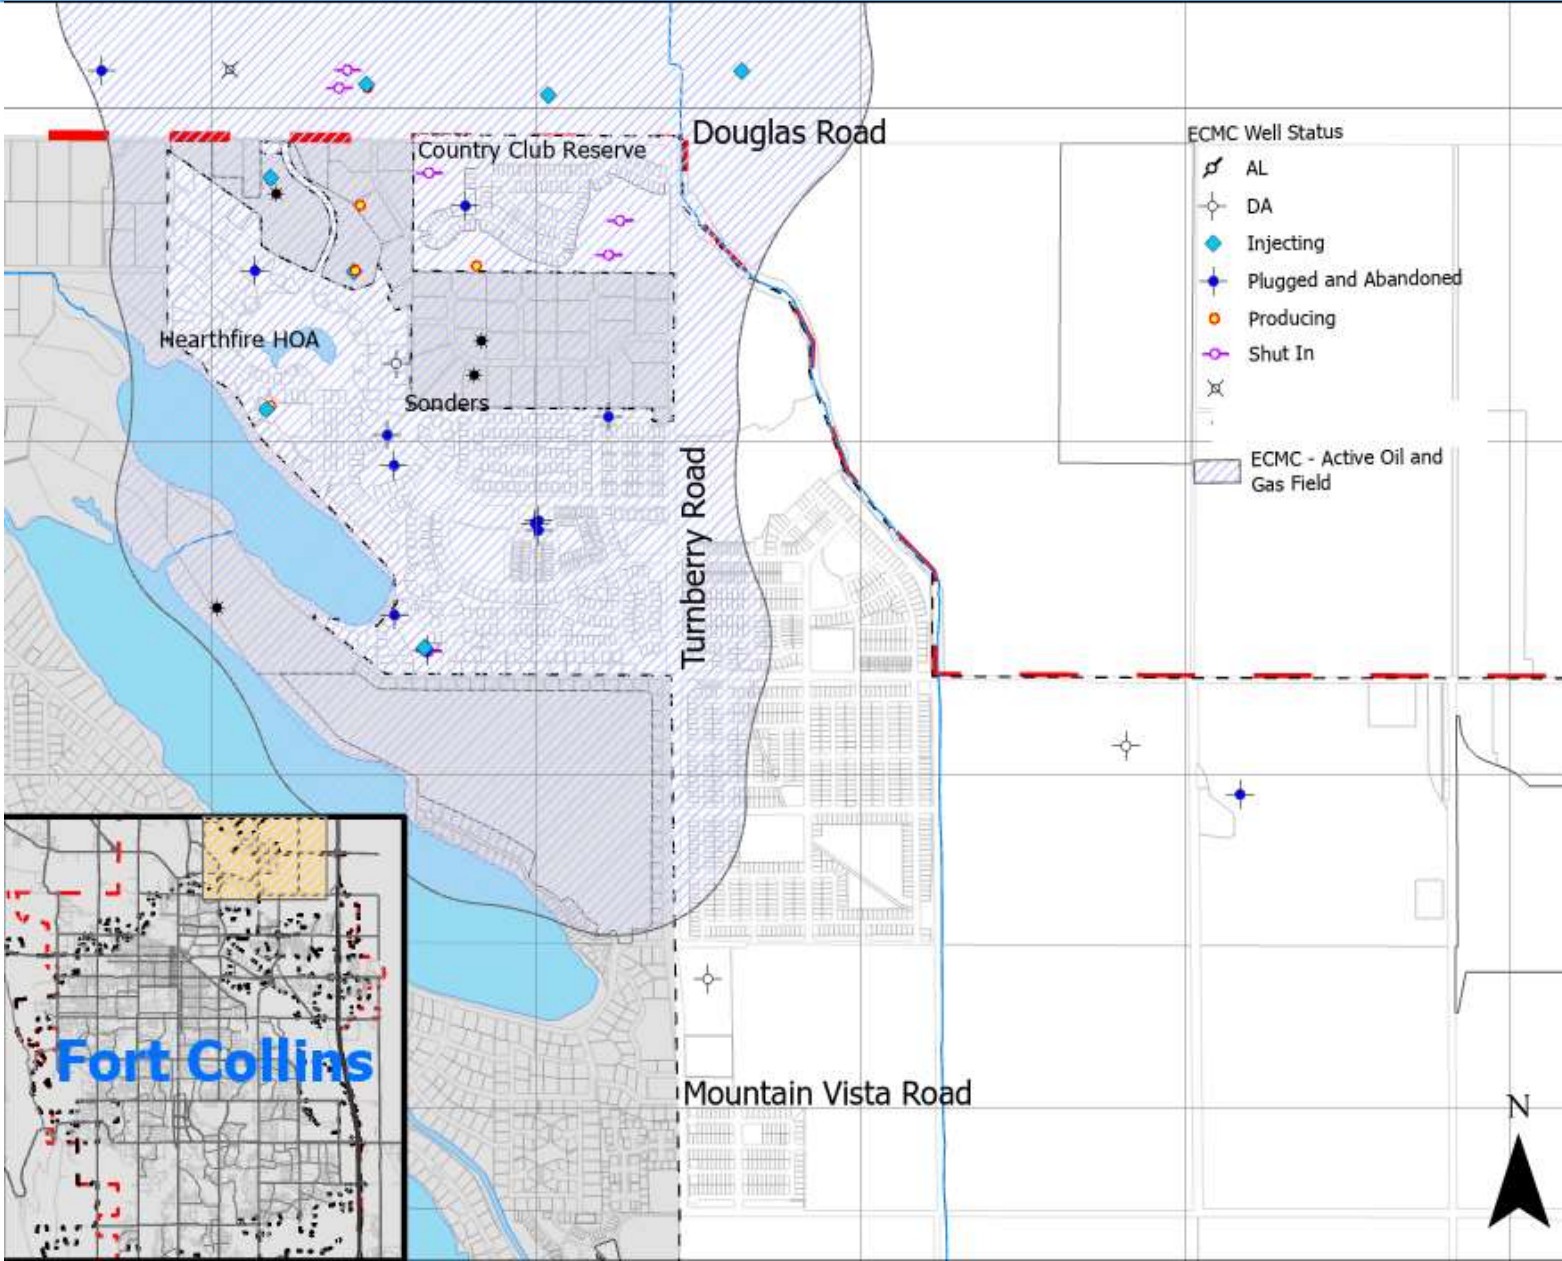 Douglas Road
Country Club Reserve
Hearthfire HOA
Sonders
Turnberry Road
Mountain Vista Road
ECMC Well Status
AL
DA
Injecting
Plugged and Abandoned
Producing
Shut In
ECMC - Active Oil and
Gas Field
Fort Collins
N